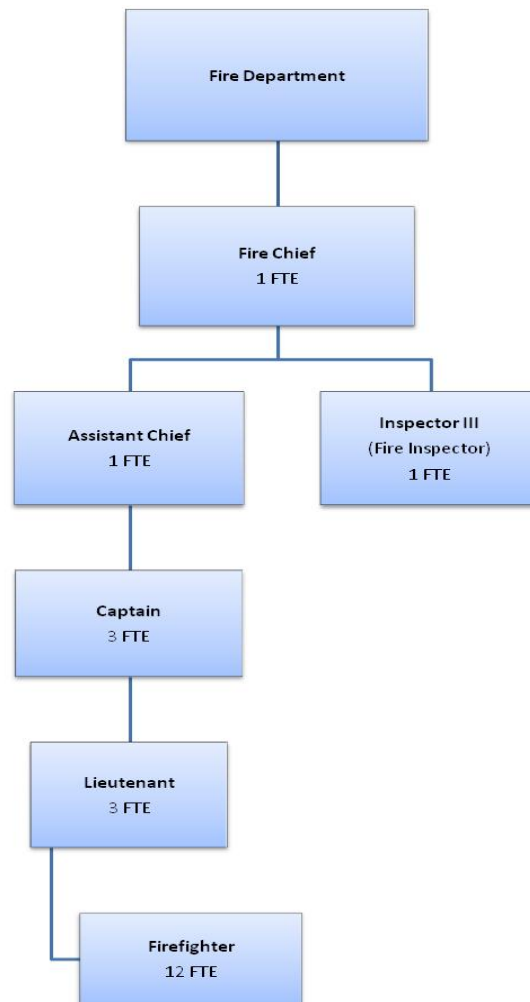 Fire Department
Fire Chief
1 FTE
Assistant Chief
1 FTE
Inspector III
(Fire Inspector)
1 FTE
Captain
3 FTE
Lieutenant
3 FTE
Firefighter
12 FTE